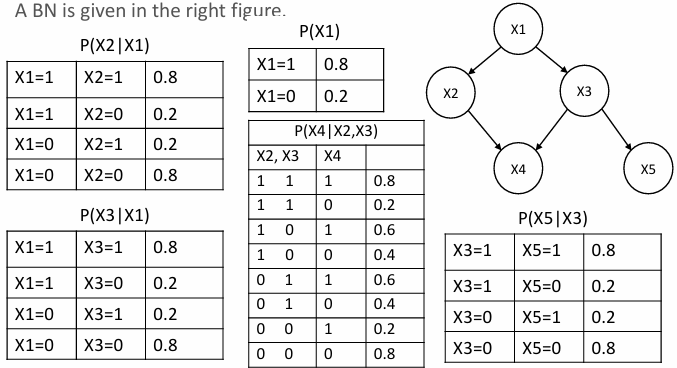 A BN is given in the right figure.
P(X2|X1)
X1=1 X2=1 0.8
X1=1 X2=0 0.2
X1=0 X2=1 0.2
X1=0 X2=0 0.8
P(X3|X1)
X1=1 X3=1 0.8
X1=1 X3=0 0.2
X1=0 X3=1 0.2
X1=0 X3=0 0.8
P(X1)
X1=1 0.8
X1=0 0.2
P(X4|X2,X3)
X2, X3 X4
1 1 1 0.8
1 1 0 0.2
1 0 1 0.6
1 0 0 0.4
0 1 1 0.6
0 1 0 0.4
0 0 1 0.2
0 0 0 0.8
X1
X2 X3
X4 X5
P(X5|X3)
X3=1 X5=1 0.8
X3=1 X5=0 0.2
X3=0 X5=1 0.2
X3=0 X5=0 0.8